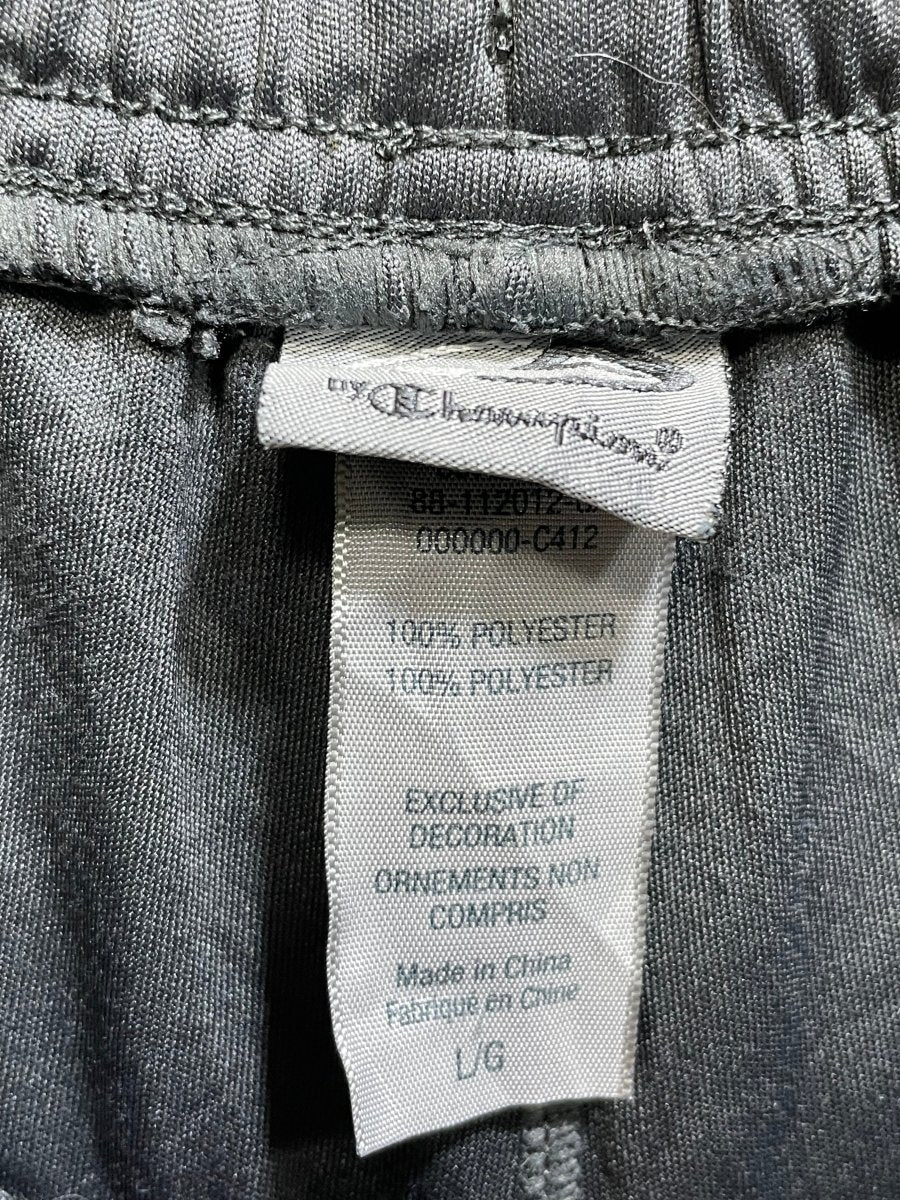 BY Champion®
000000-C412
100% POLYESTER
100% POLYESTER
EXCLUSIVE OF
DECORATION
ORNEMENTS NON
COMPRIS
Made in China
Fabriqué en Chine
L/G